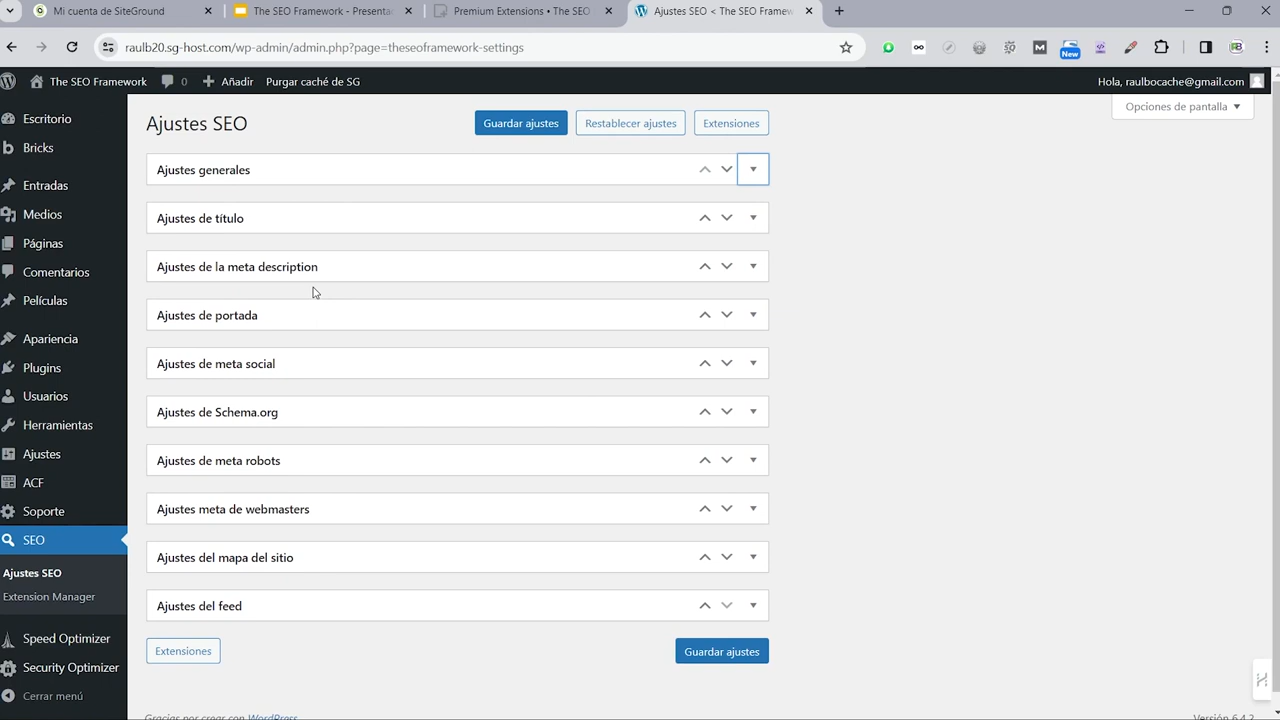 Mi cuenta de SiteGround
The SEO Framework - Presenta
Premium Extensions • The SEO
Ajustes SEO < The SEO Framew
raulb20.sg-host.com/wp-admin/admin.php?page=theseoframework-settings
New
The SEO Framework
0
Añadir
Purgar caché de SG
Hola, raulbocache@gmail.com
Opciones de pantalla
Escritorio
Bricks
Entradas
Medios
Páginas
Comentarios
Películas
Apariencia
Plugins
Usuarios
Herramientas
Ajustes
ACF
Soporte
SEO
Ajustes SEO
Extension Manager
Speed Optimizer
Security Optimizer
Cerrar menú
Ajustes SEO
Guardar ajustes
Restablecer ajustes
Extensiones
Ajustes generales
Ajustes de título
Ajustes de la meta description
Ajustes de portada
Ajustes de meta social
Ajustes de Schema.org
Ajustes de meta robots
Ajustes meta de webmasters
Ajustes del mapa del sitio
Ajustes del feed
Extensiones
Guardar ajustes
Gracias por crear con WordPress
Versión 6.4.2